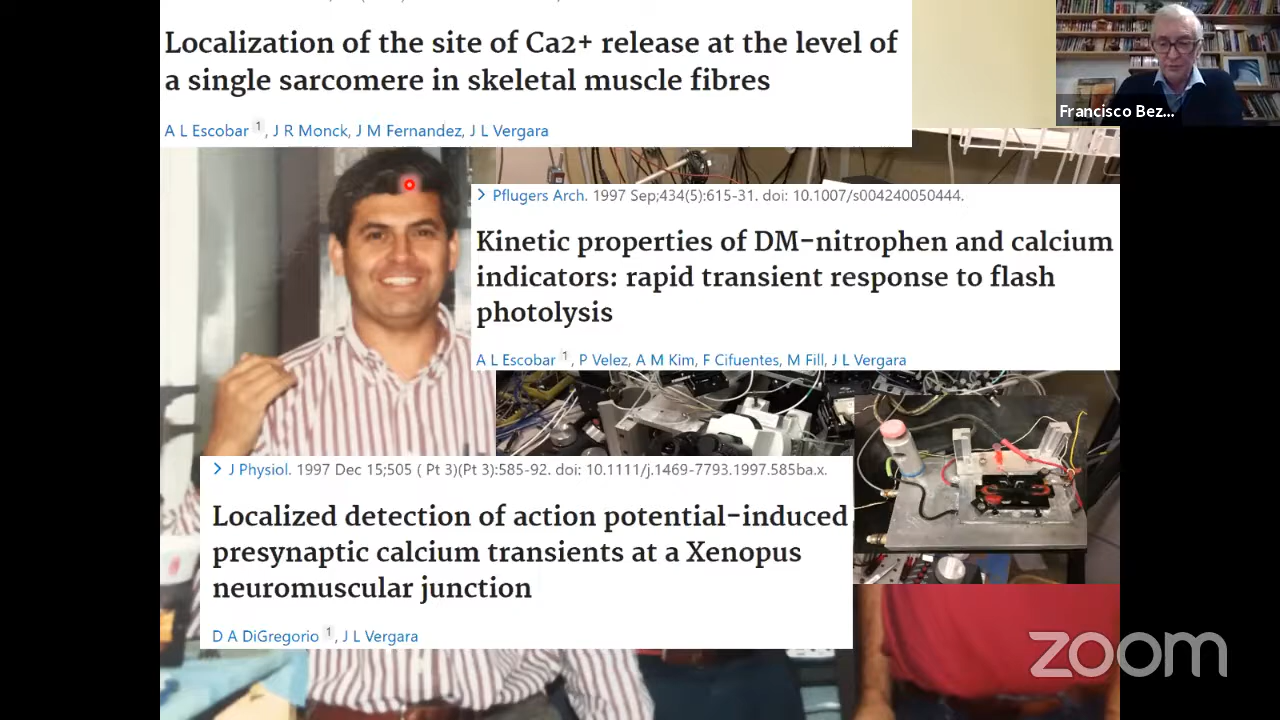 Localization of the site of Ca2+ release at the level of
a single sarcomere in skeletal muscle fibres
A L Escobar 1, J R Monck, J M Fernandez, J L Vergara
Francisco Bez...
> Pflugers Arch. 1997 Sep;434(5):615-31. doi: 10.1007/s004240050444.
Kinetic properties of DM-nitrophen and calcium
indicators: rapid transient response to flash
photolysis
A L Escobar 1, P Velez, A M Kim, F Cifuentes, M Fill, J L Vergara
> J Physiol. 1997 Dec 15;505 ( Pt 3)(Pt 3):585-92. doi: 10.1111/j.1469-7793.1997.585ba.x.
Localized detection of action potential-induced
presynaptic calcium transients at a Xenopus
neuromuscular junction
D A DiGregorio 1, J L Vergara
zoom